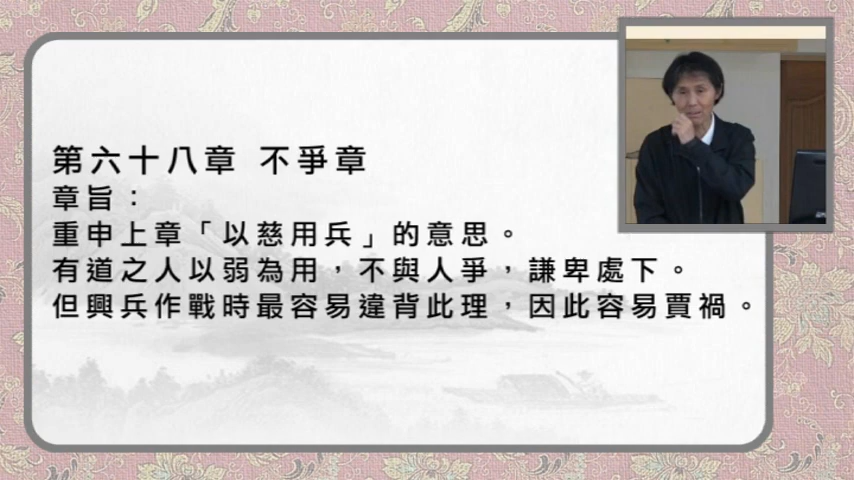 第六十八章 不爭章
章旨：
重申上章「以慈用兵」的意思。
有道之人以弱為用，不與人爭，謙卑處下。
但興兵作戰時最容易違背此理，因此容易賈禍。